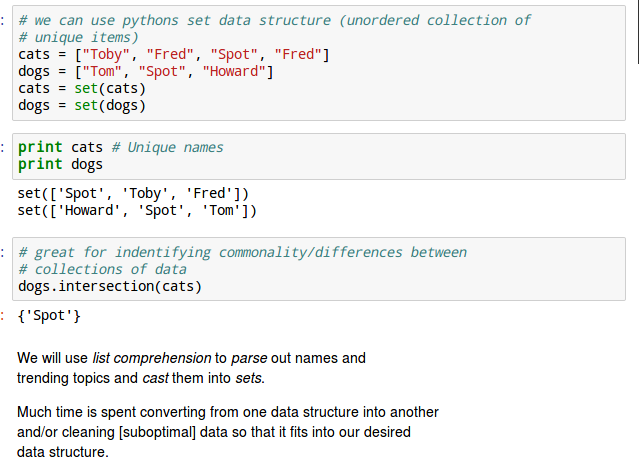 : # we can use pythons set data structure (unordered collection of
# unique items)
cats = ["Toby", "Fred", "Spot", "Fred"]
dogs = ["Tom", "Spot", "Howard"]
cats = set(cats)
dogs = set(dogs)
: print cats # Unique names
print dogs
set(['Spot', 'Toby', 'Fred'])
set(['Howard', 'Spot', 'Tom'])
: # great for indentifying commonality/differences between
# collections of data
dogs.intersection(cats)
: {'Spot'}
We will use list comprehension to parse out names and
trending topics and cast them into sets.
Much time is spent converting from one data structure into another
and/or cleaning [suboptimal] data so that it fits into our desired
data structure.